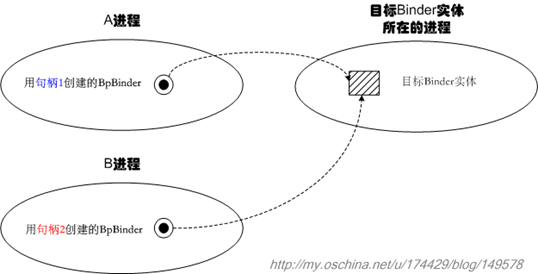 A进程
目标Binder实体
所在的进程
用句柄1创建的BpBinder
目标Binder实体
B进程
用句柄2创建的BpBinder
http://my.oschina.net/u/174429/blog/149578